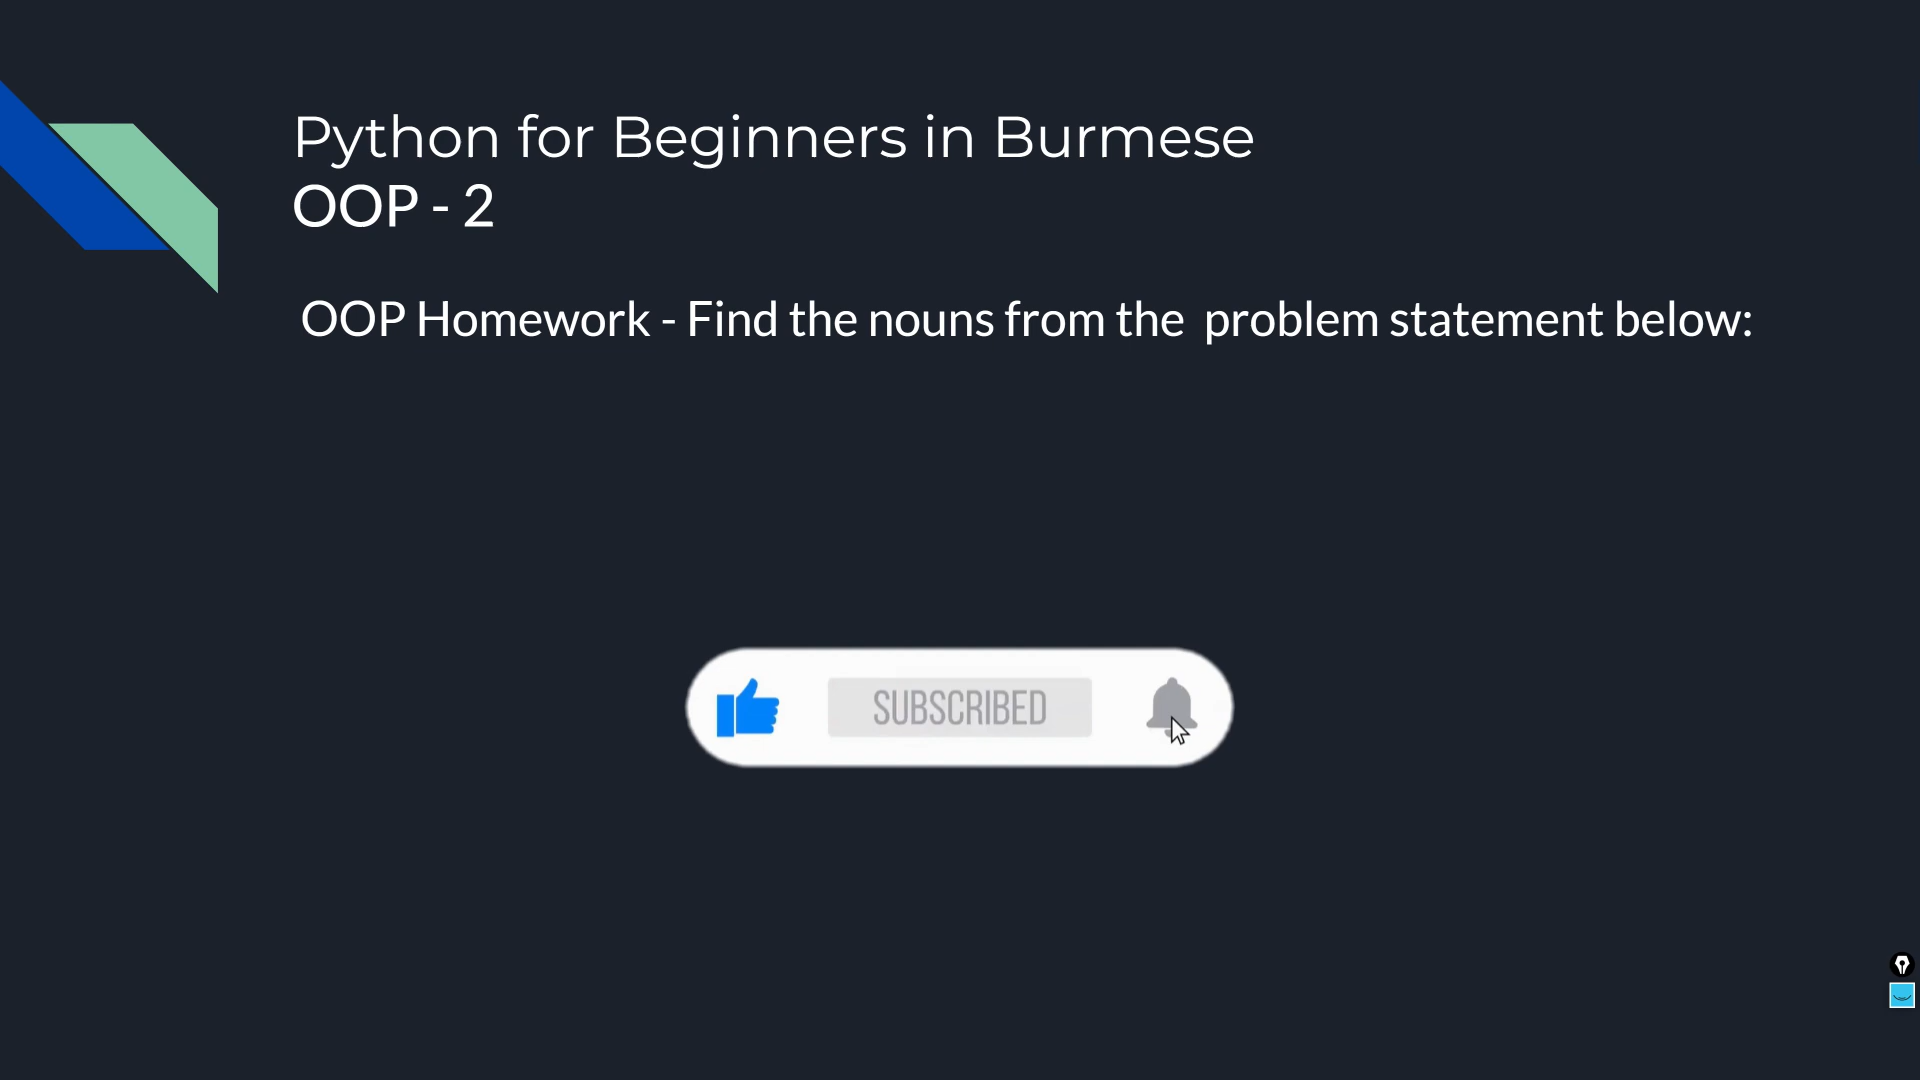 Python for Beginners in Burmese
OOP - 2
OOP Homework - Find the nouns from the  problem statement below:
SUBSCRIBED